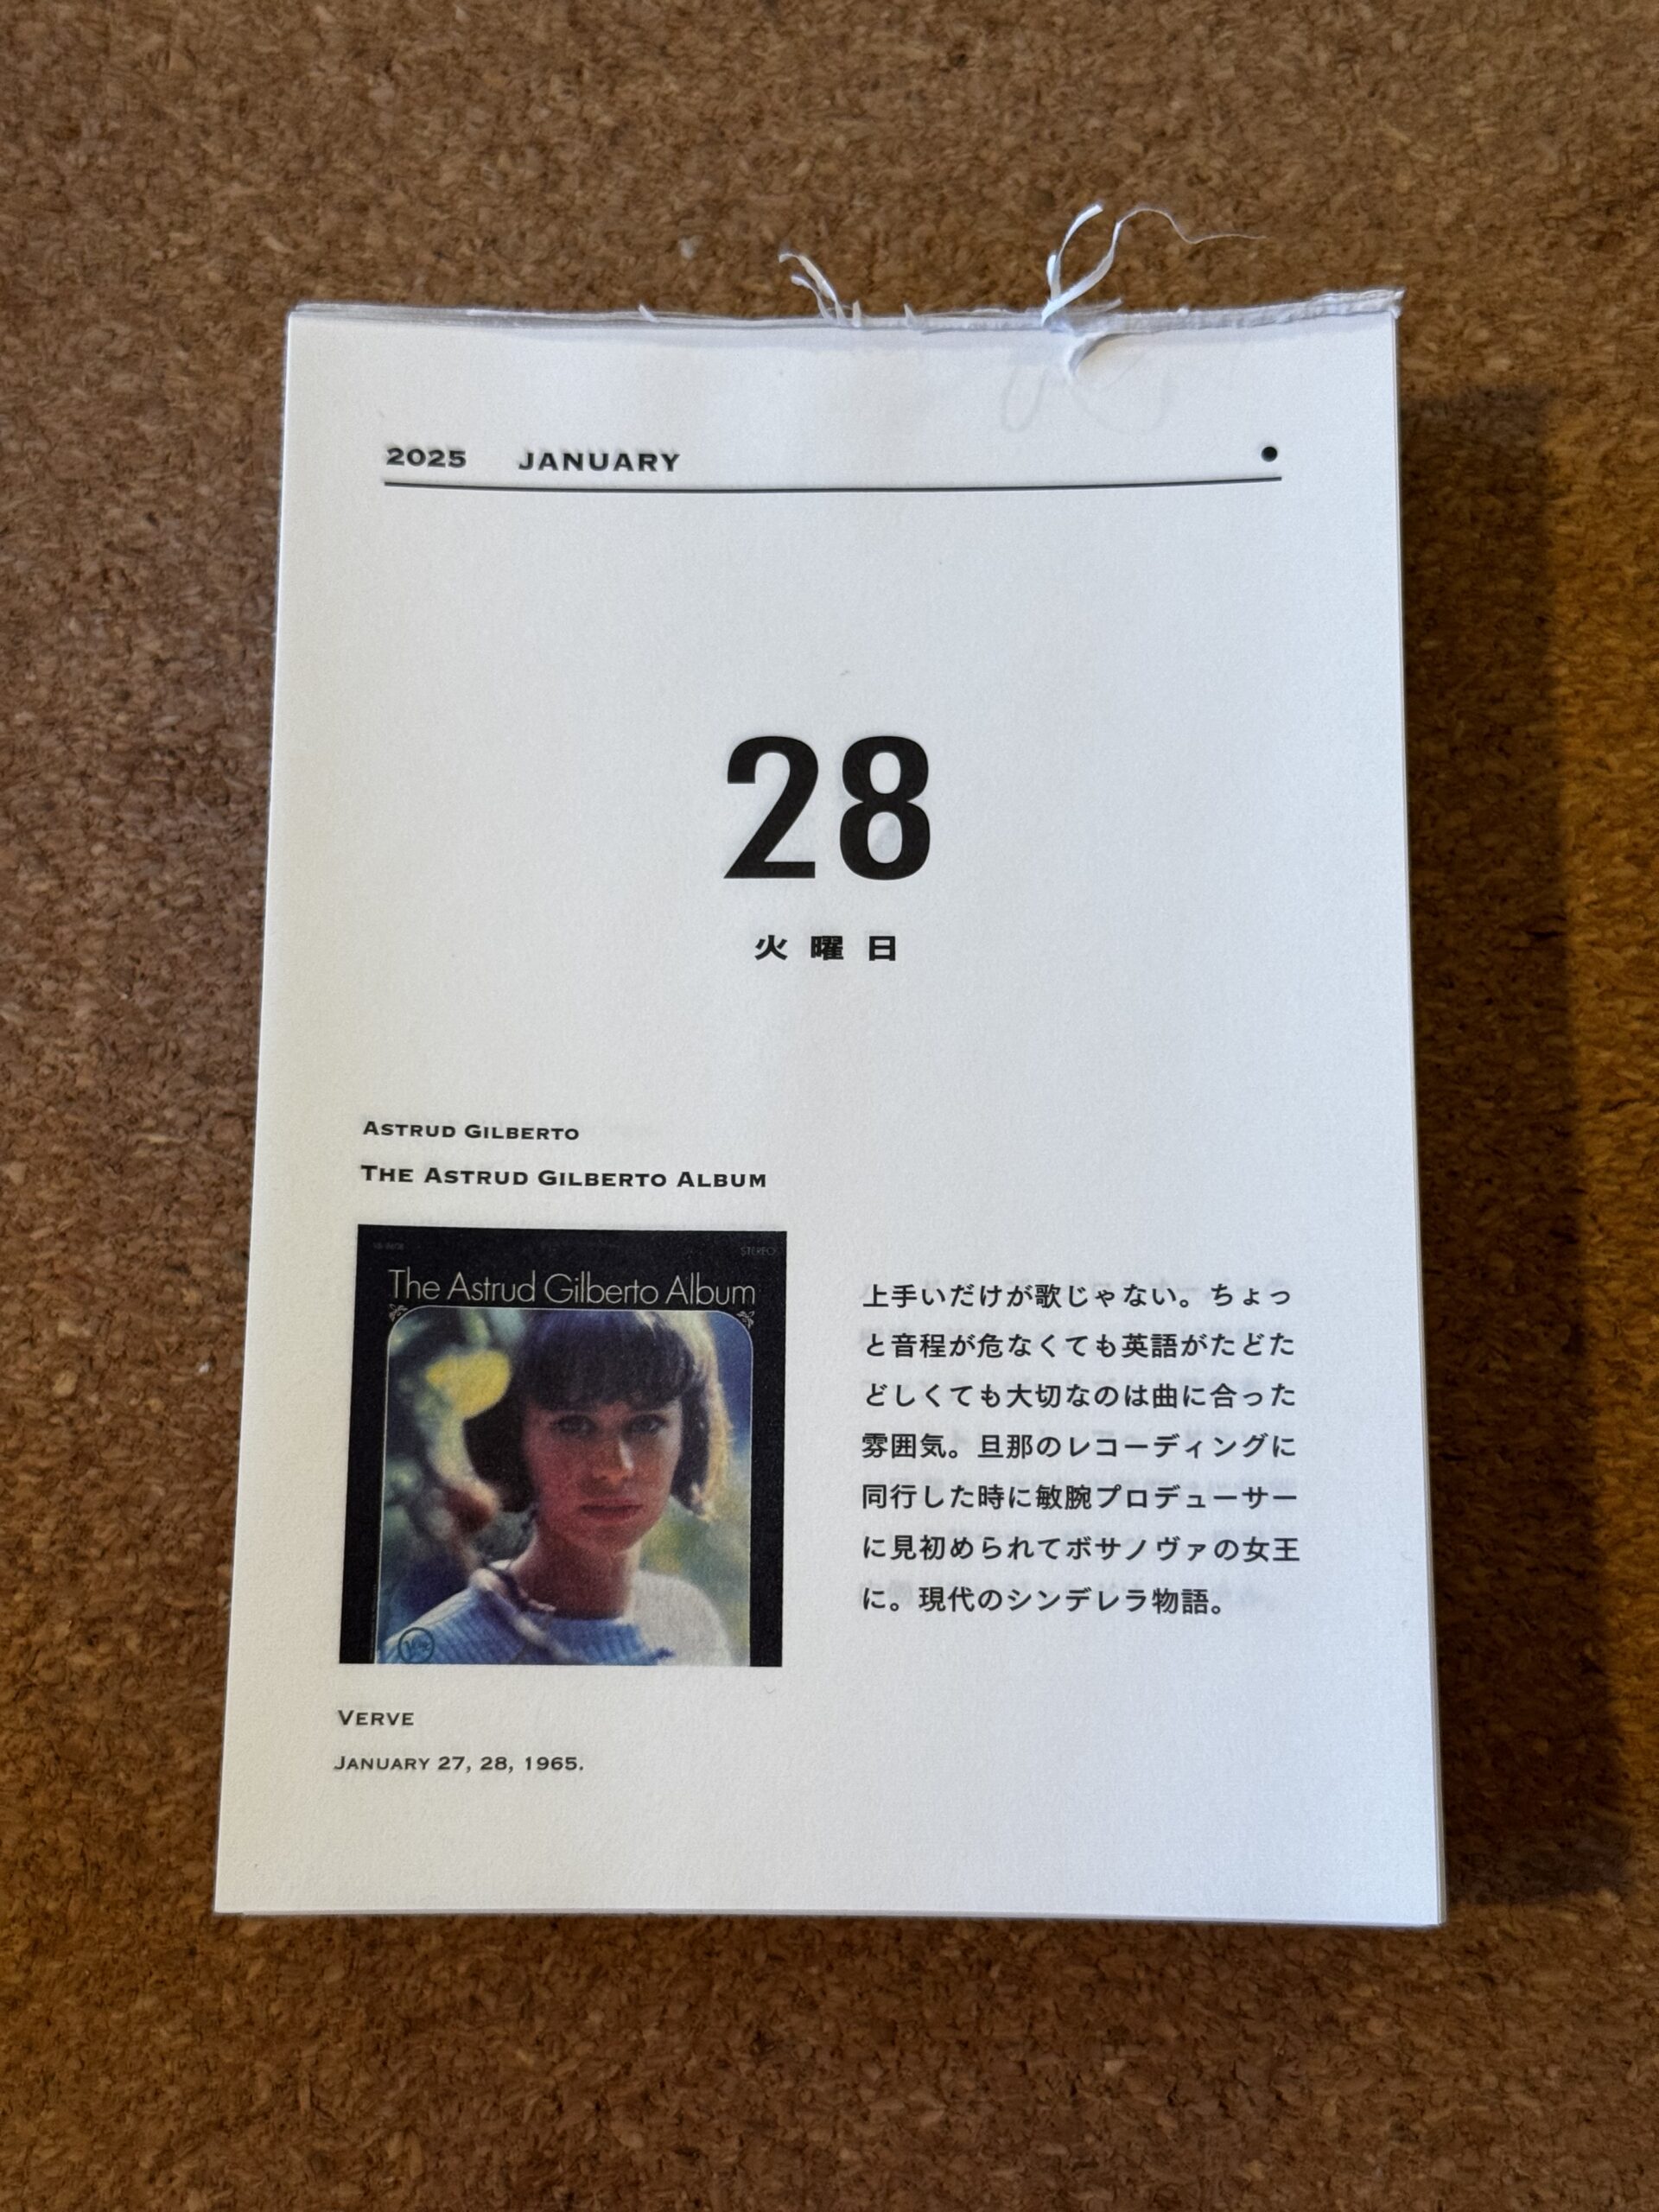 2025 JANUARY
28
火曜日
ASTRUD GILBERTO
THE ASTRUD GILBERTO ALBUM
STEREO
The Astrud Gilberto Album
上手いだけが歌じゃない。ちょっ
と音程が危なくても英語がたどた
どしくても大切なのは曲に合った
雰囲気。旦那のレコーディングに
同行した時に敏腕プロデューサー
に見初められてボサノヴァの女王
に。現代のシンデレラ物語。
VERVE
JANUARY 27, 28, 1965.